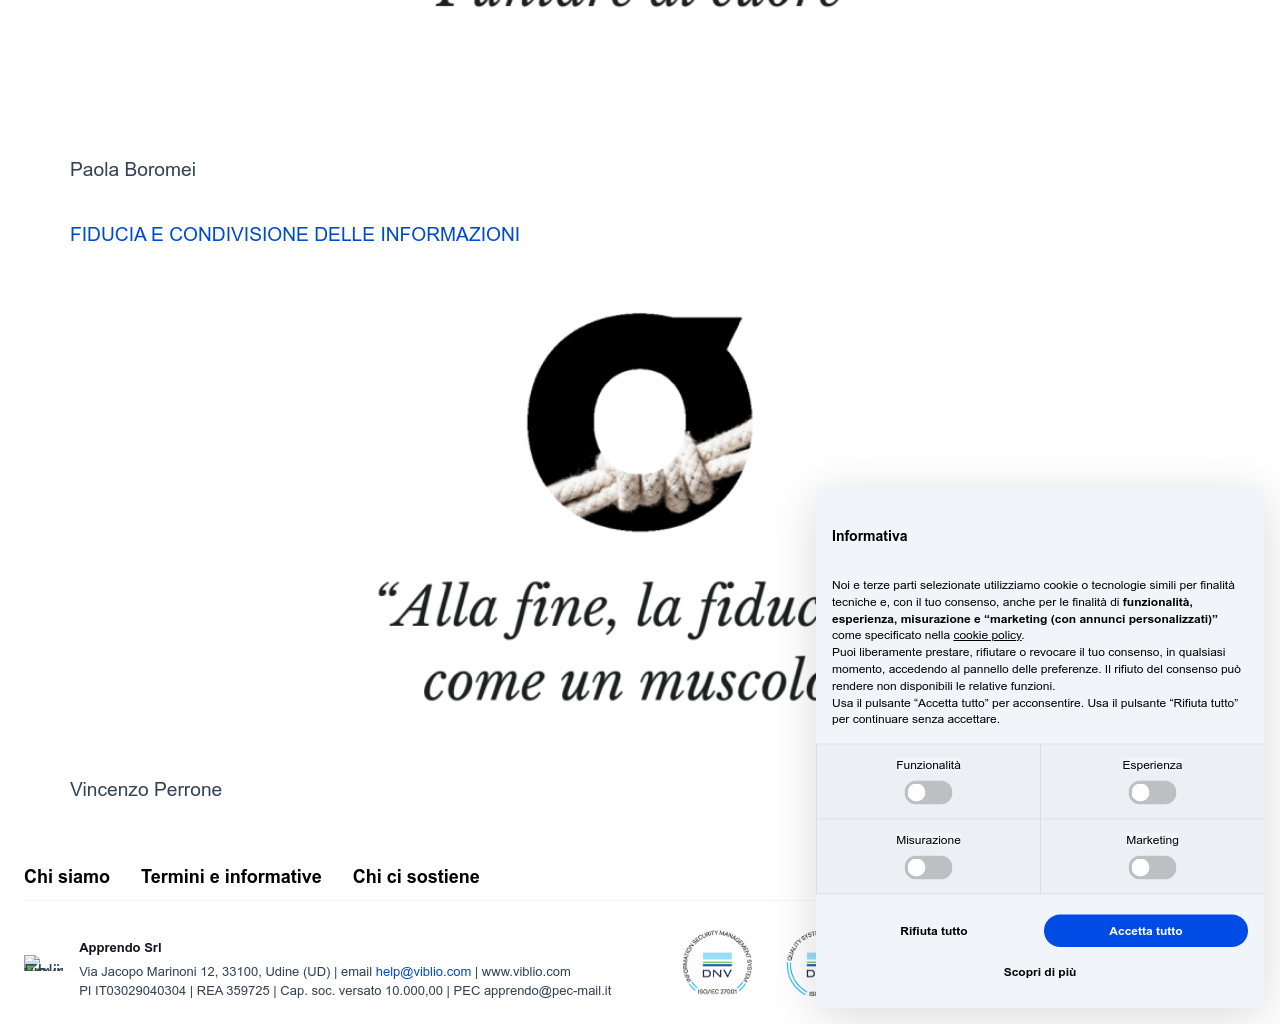 Paola Boromei
FIDUCIA E CONDIVISIONE DELLE INFORMAZIONI
“Alla fine, la
come un
Vincenzo Perrone
Chi siamo
Termini e informative
Chi ci sostiene
Apprendo Srl
Via Jacopo Marinoni 12, 33100, Udine (UD) | email help@viblio.com | www.viblio.com
PI IT03029040304 | REA 359725 | Cap. soc. versato 10.000,00 | PEC apprendo@pec-mail.it
INFORMATION SECURITY MANAGEMENT SYSTEM
DNV
ISO/IEC 27001
Informativa
Noi e terze parti selezionate utilizziamo cookie o tecnologie simili per finalità
tecniche e, con il tuo consenso, anche per le finalità di funzionalità,
esperienza, misurazione e “marketing (con annunci personalizzati)”
come specificato nella cookie policy.
Puoi liberamente prestare, rifiutare o revocare il tuo consenso, in qualsiasi
momento, accedendo al pannello delle preferenze. Il rifiuto del consenso può
rendere non disponibili le relative funzioni.
Usa il pulsante “Accetta tutto” per acconsentire. Usa il pulsante “Rifiuta tutto”
per continuare senza accettare.
Funzionalità
Esperienza
Misurazione
Marketing
Rifiuta tutto
Accetta tutto
Scopri di più